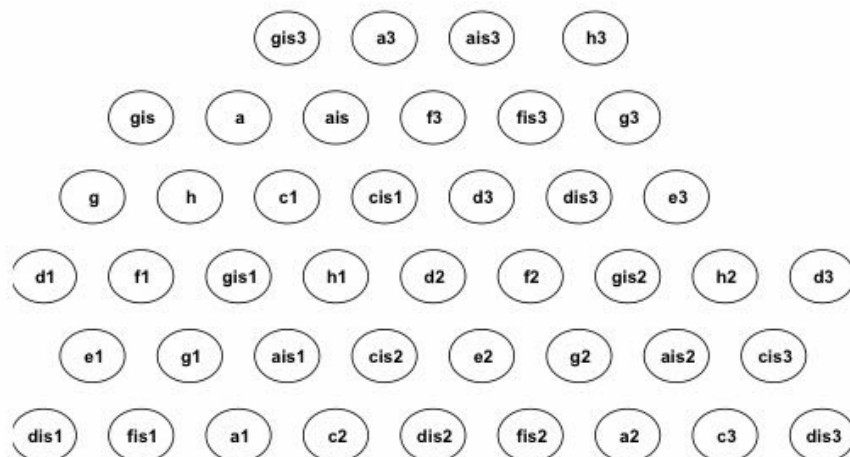 gis3 a3 ais3 h3
gis a ais f3 fis3 g3
g h c1 cis1 d3 dis3 e3
d1 f1 gis1 h1 d2 f2 gis2 h2 d3
e1 g1 ais1 cis2 e2 g2 ais2 cis3
dis1 fis1 a1 c2 dis2 fis2 a2 c3 dis3